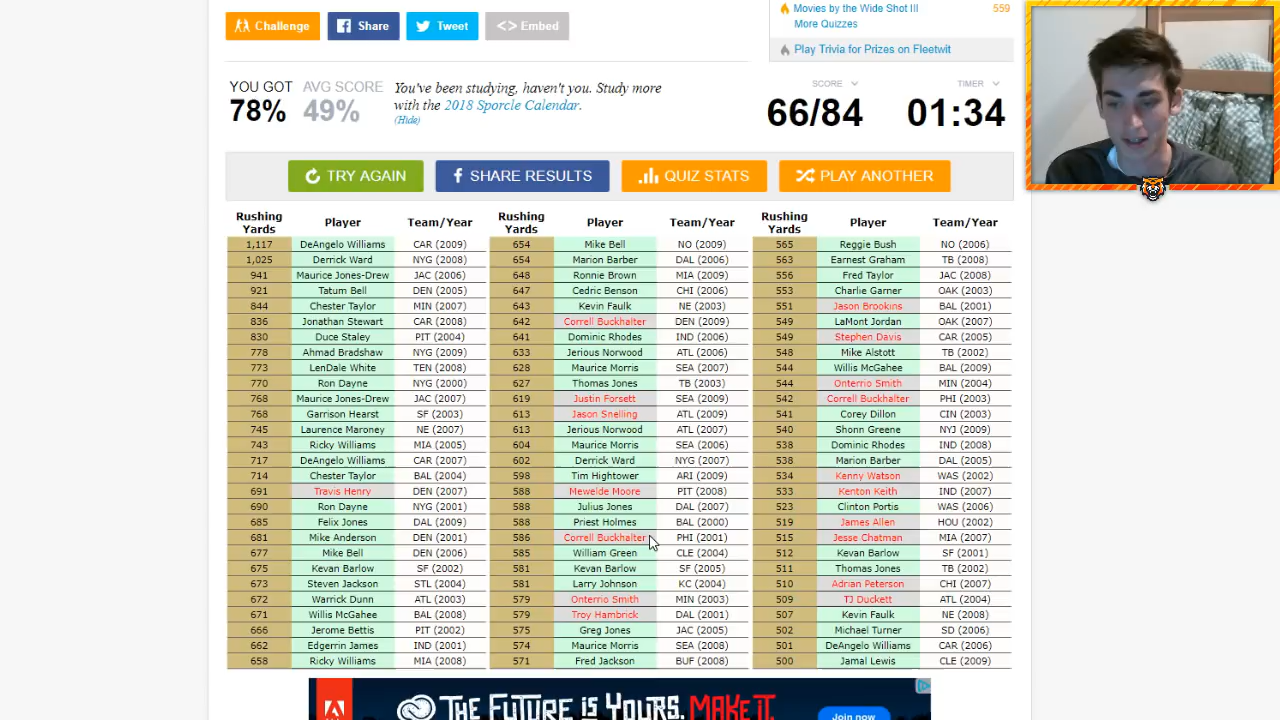 Movies by the Wide Shot III 559
More Quizzes
Play Trivia for Prizes on Fleetwit
Challenge Share Tweet <> Embed
YOU GOT AVG SCORE
78% 49%
You've been studying, haven't you. Study more
with the 2018 Sporcle Calendar.
(Hide)
SCORE TIMER
66/84 01:34
TRY AGAIN SHARE RESULTS QUIZ STATS PLAY ANOTHER
Rushing Yards Player Team/Year Rushing Yards Player Team/Year Rushing Yards Player Team/Year
1,117 DeAngelo Williams CAR (2009) 654 Mike Bell NO (2009) 565 Reggie Bush NO (2006)
1,025 Derrick Ward NYG (2008) 654 Marion Barber DAL (2006) 563 Earnest Graham TB (2008)
941 Maurice Jones-Drew JAC (2006) 648 Ronnie Brown MIA (2009) 556 Fred Taylor JAC (2008)
921 Tatum Bell DEN (2005) 647 Cedric Benson CHI (2006) 553 Charlie Garner OAK (2003)
844 Chester Taylor MIN (2007) 643 Kevin Faulk NE (2003) 551 Jason Brookins BAL (2001)
836 Jonathan Stewart CAR (2008) 642 Correll Buckhalter DEN (2009) 549 LaMont Jordan OAK (2007)
830 Duce Staley PIT (2004) 641 Dominic Rhodes IND (2006) 549 Stephen Davis CAR (2005)
778 Ahmad Bradshaw NYG (2009) 633 Jerious Norwood ATL (2006) 548 Mike Alstott TB (2002)
773 LenDale White TEN (2008) 628 Maurice Morris SEA (2007) 544 Willis McGahee BAL (2009)
770 Ron Dayne NYG (2000) 627 Thomas Jones TB (2003) 544 Onterrio Smith MIN (2004)
768 Maurice Jones-Drew JAC (2007) 619 Justin Forsett SEA (2009) 542 Correll Buckhalter PHI (2003)
768 Garrison Hearst SF (2003) 613 Jason Snelling ATL (2009) 541 Corey Dillon CIN (2003)
745 Laurence Maroney NE (2007) 613 Jerious Norwood ATL (2007) 540 Shonn Greene NYJ (2009)
743 Ricky Williams MIA (2005) 604 Maurice Morris SEA (2006) 538 Dominic Rhodes IND (2008)
717 DeAngelo Williams CAR (2007) 602 Derrick Ward NYG (2007) 538 Marion Barber DAL (2005)
714 Chester Taylor BAL (2004) 598 Tim Hightower ARI (2009) 534 Kenny Watson WAS (2002)
691 Travis Henry DEN (2007) 588 Mewelde Moore PIT (2008) 533 Kenton Keith IND (2007)
690 Ron Dayne NYG (2001) 588 Julius Jones DAL (2007) 523 Clinton Portis WAS (2006)
685 Felix Jones DAL (2009) 588 Priest Holmes BAL (2000) 519 James Allen HOU (2002)
681 Mike Anderson DEN (2001) 586 Correll Buckhalter PHI (2001) 515 Jesse Chatman MIA (2007)
677 Mike Bell DEN (2006) 585 William Green CLE (2004) 512 Kevan Barlow SF (2001)
675 Kevan Barlow SF (2002) 581 Kevan Barlow SF (2005) 511 Thomas Jones TB (2002)
673 Steven Jackson STL (2004) 581 Larry Johnson KC (2004) 510 Adrian Peterson CHI (2007)
672 Warrick Dunn ATL (2003) 579 Onterrio Smith MIN (2003) 509 TJ Duckett ATL (2004)
671 Willis McGahee BAL (2008) 579 Troy Hambrick DAL (2001) 507 Kevin Faulk NE (2008)
666 Jerome Bettis PIT (2002) 575 Greg Jones JAC (2005) 502 Michael Turner SD (2006)
662 Edgerrin James IND (2001) 574 Maurice Morris SEA (2008) 501 DeAngelo Williams CAR (2006)
658 Ricky Williams MIA (2008) 571 Fred Jackson BUF (2008) 500 Jamal Lewis CLE (2009)
THE FUTURE IS YOURS. MAKE IT. Join now